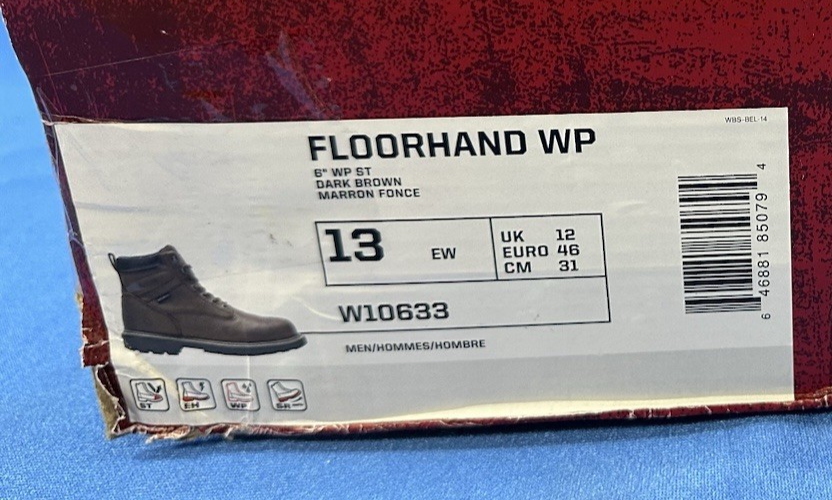 WBS-BEL-14
FLOORHAND WP
6" WP ST
DARK BROWN
MARRON FONCE
13 EW
UK 12
EURO 46
CM 31
W10633
MEN/HOMMES/HOMBRE
ST EH WP SR
6 46881 85079 4